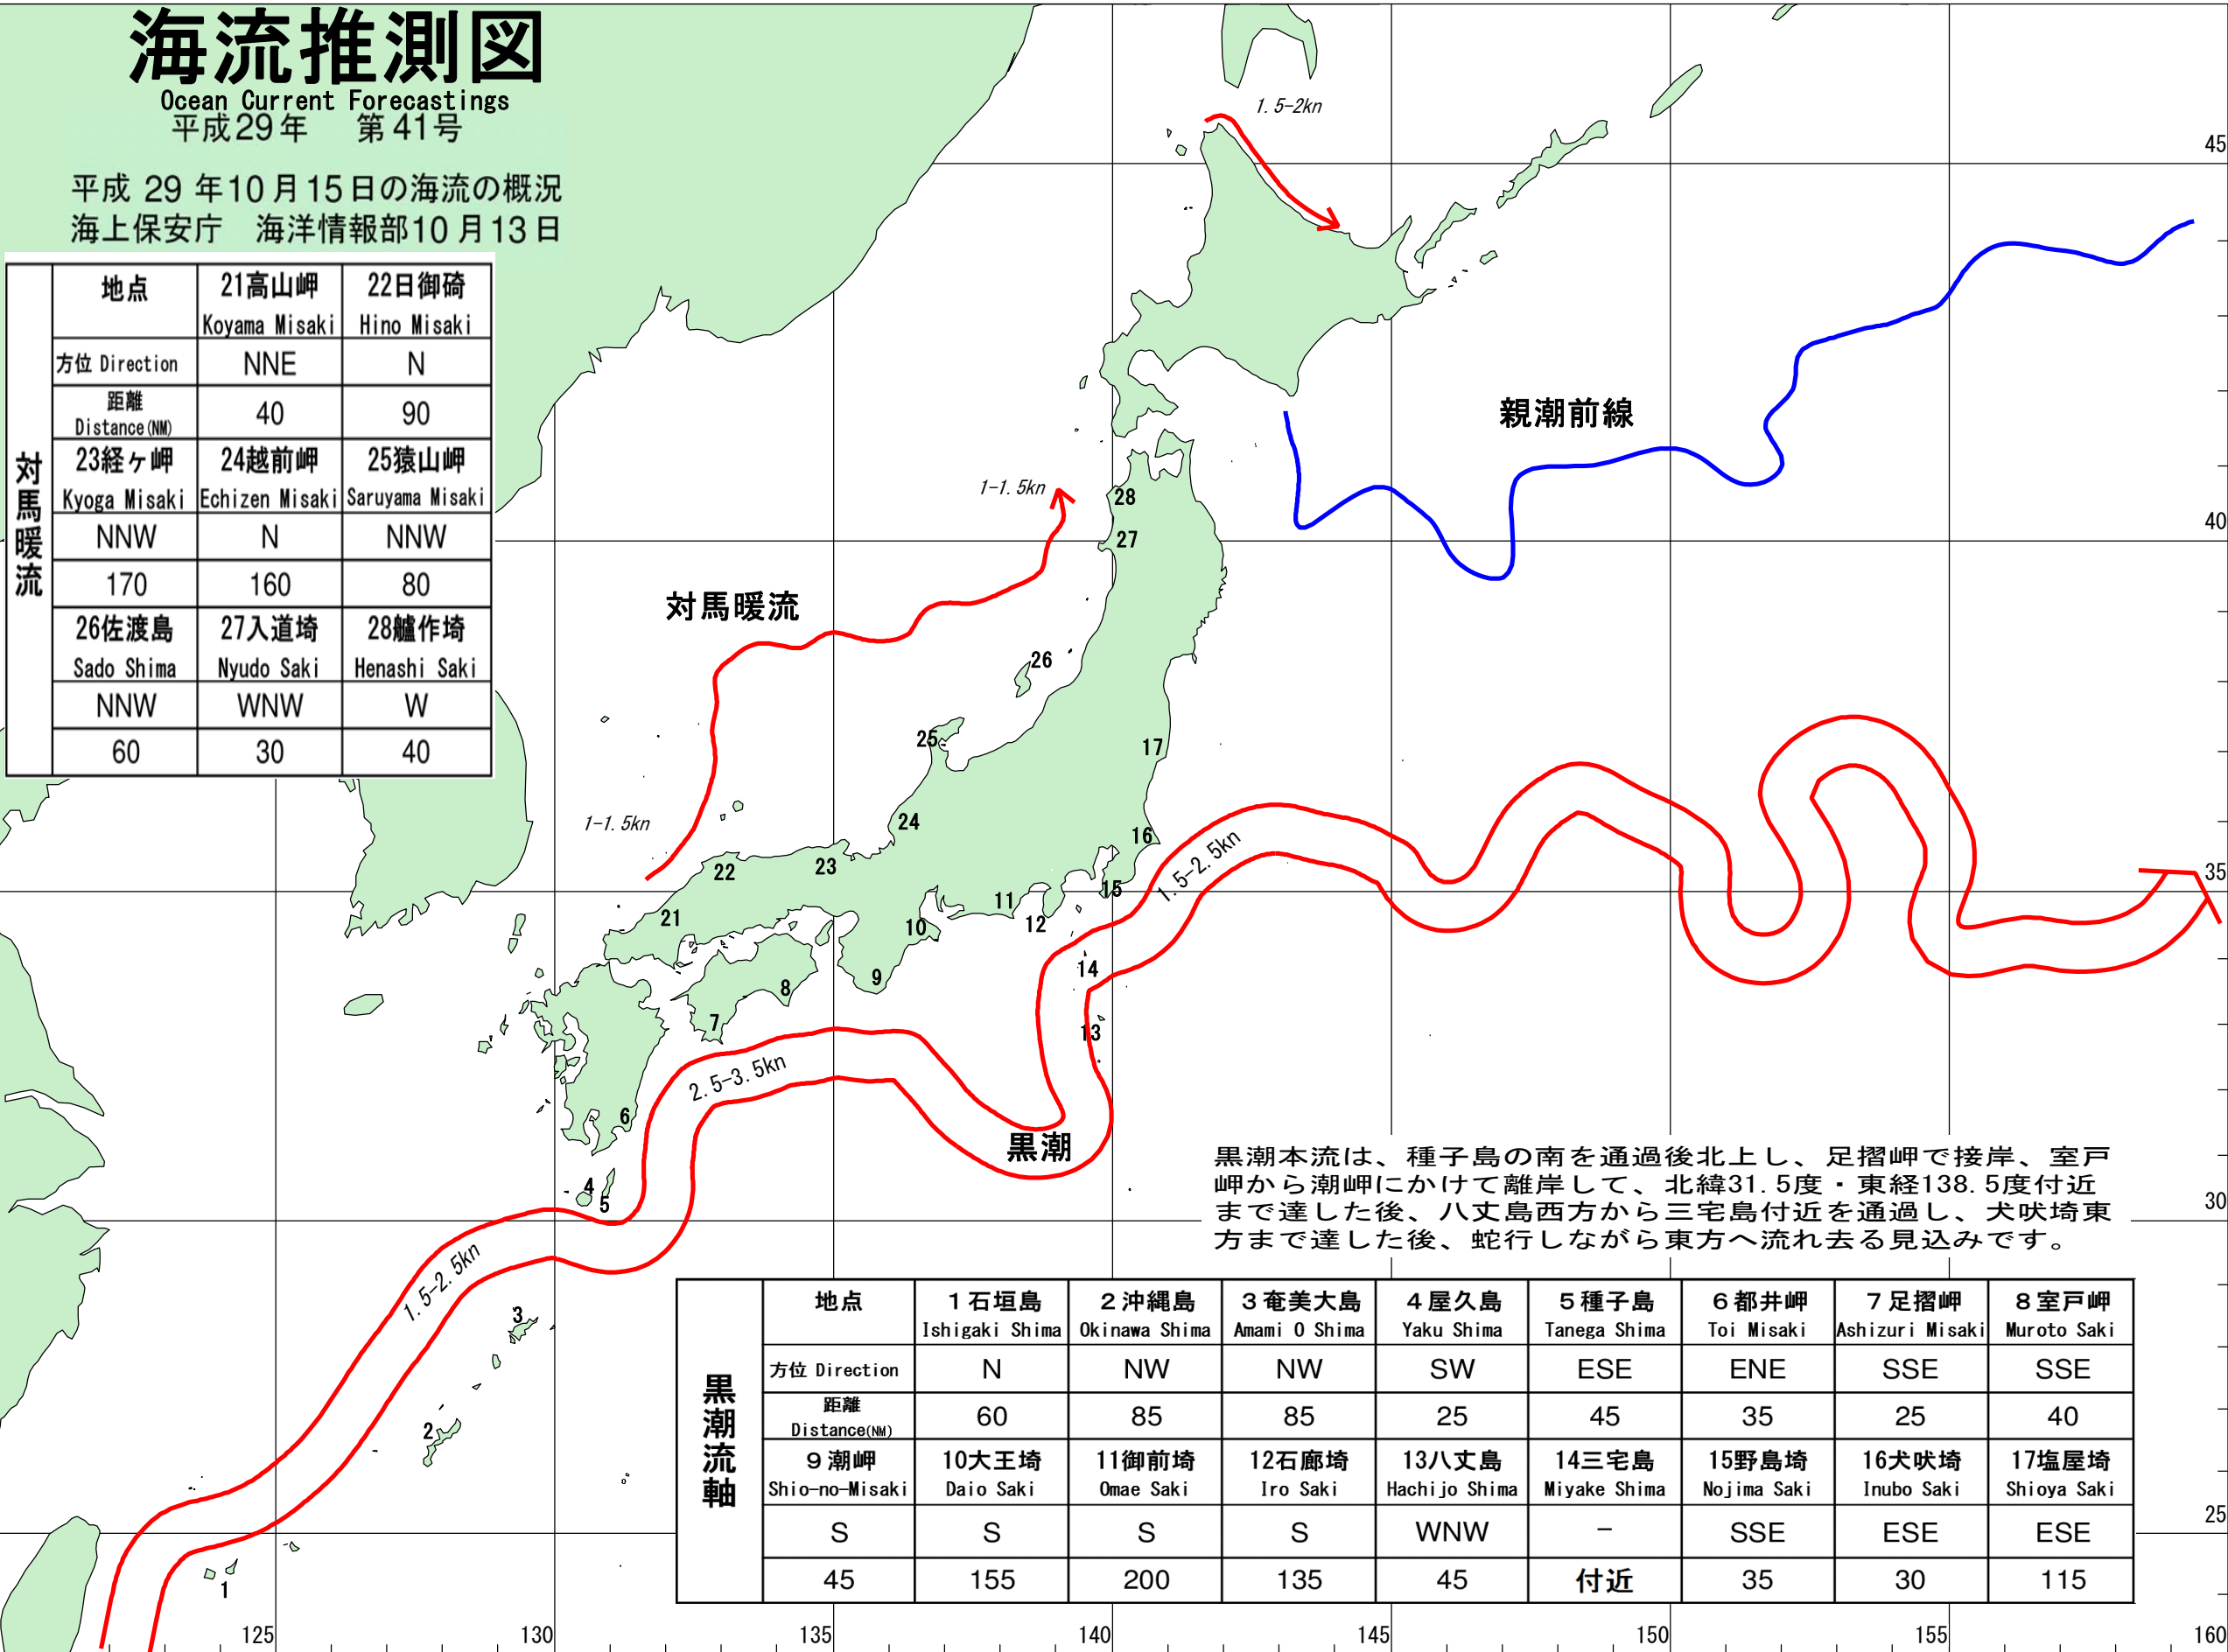 海流推測図
Ocean Current Forecastings
平成29年　第41号
平成 29 年10月15日の海流の概況
海上保安庁　海洋情報部10月13日
対馬暖流
地点 21高山岬 22日御碕
Koyama Misaki Hino Misaki
方位 Direction NNE N
距離
Distance(NM) 40 90
23経ヶ岬 24越前岬 25猿山岬
Kyoga Misaki Echizen Misaki Saruyama Misaki
NNW N NNW
170 160 80
26佐渡島 27入道埼 28艫作埼
Sado Shima Nyudo Saki Henashi Saki
NNW WNW W
60 30 40
1.5-2kn
45
親潮前線
1-1.5kn
28
40
27
対馬暖流
26
25
17
1-1.5kn
24
16
1.5-2.5kn
22
23
35
15
11
21
10
12
14
9
8
7
13
2.5-3.5kn
6
黒潮
黒潮本流は、種子島の南を通過後北上し、足摺岬で接岸、室戸
岬から潮岬にかけて離岸して、北緯31.5度・東経138.5度付近
まで達した後、八丈島西方から三宅島付近を通過し、犬吠埼東
方まで達した後、蛇行しながら東方へ流れ去る見込みです。
4
5
30
1.5-2.5kn
3
2
1
黒潮流軸
地点 1石垣島 2沖縄島 3奄美大島 4屋久島 5種子島 6都井岬 7足摺岬 8室戸岬
Ishigaki Shima Okinawa Shima Amami O Shima Yaku Shima Tanega Shima Toi Misaki Ashizuri Misaki Muroto Saki
方位 Direction N NW NW SW ESE ENE SSE SSE
距離
Distance(NM) 60 85 85 25 45 35 25 40
9潮岬 10大王埼 11御前埼 12石廊埼 13八丈島 14三宅島 15野島埼 16犬吠埼 17塩屋埼
Shio-no-Misaki Daio Saki Omae Saki Iro Saki Hachijo Shima Miyake Shima Nojima Saki Inubo Saki Shioya Saki
S S S S WNW － SSE ESE ESE
45 155 200 135 45 付近 35 30 115
25
125 130 135 140 145 150 155 160